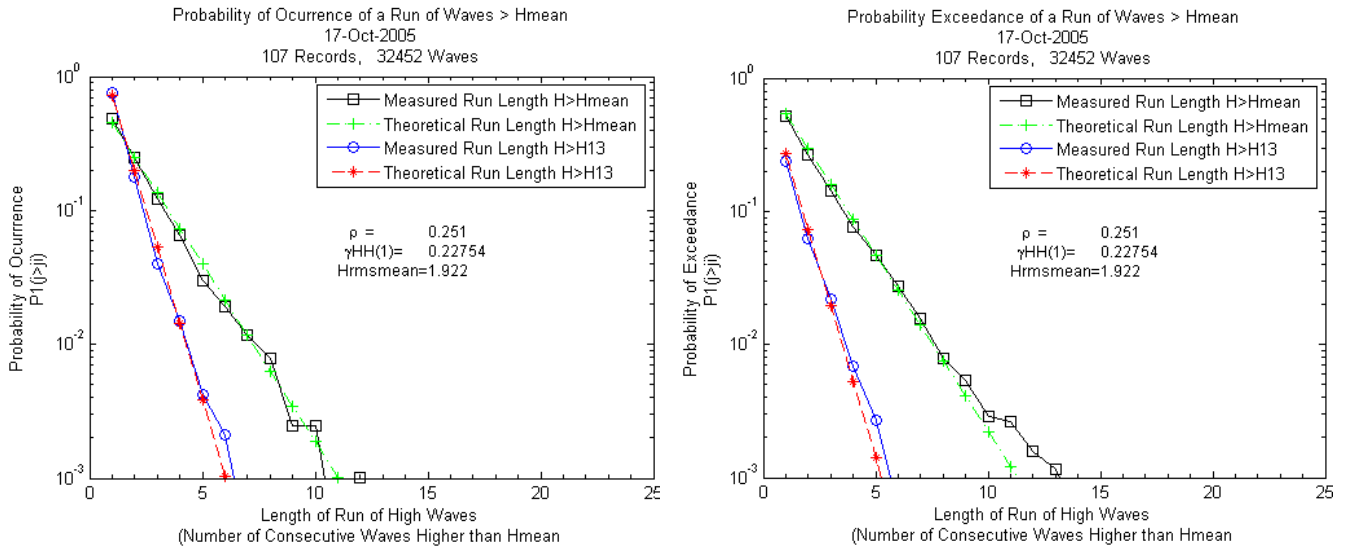 Probability of Ocurrence of a Run of Waves > Hmean
17-Oct-2005
107 Records, 32452 Waves
10^0
10^-1
10^-2
10^-3
Probability of Ocurrrence
P1(j>ji)
Measured Run Length H>Hmean
Theoretical Run Length H>Hmean
Measured Run Length H>H13
Theoretical Run Length H>H13
ρ = 0.251
γHH(1)= 0.22754
Hrmsmean=1.922
0 5 10 15 20 25
Length of Run of High Waves
(Number of Consecutive Waves Higher than Hmean
Probability Exceedance of a Run of Waves > Hmean
17-Oct-2005
107 Records, 32452 Waves
10^0
10^-1
10^-2
10^-3
Probability of Exceedance
P1(j>ji)
Measured Run Length H>Hmean
Theoretical Run Length H>Hmean
Measured Run Length H>H13
Theoretical Run Length H>H13
ρ = 0.251
γHH(1)= 0.22754
Hrmsmean=1.922
0 5 10 15 20 25
Length of Run of High Waves
(Number of Consecutive Waves Higher than Hmean